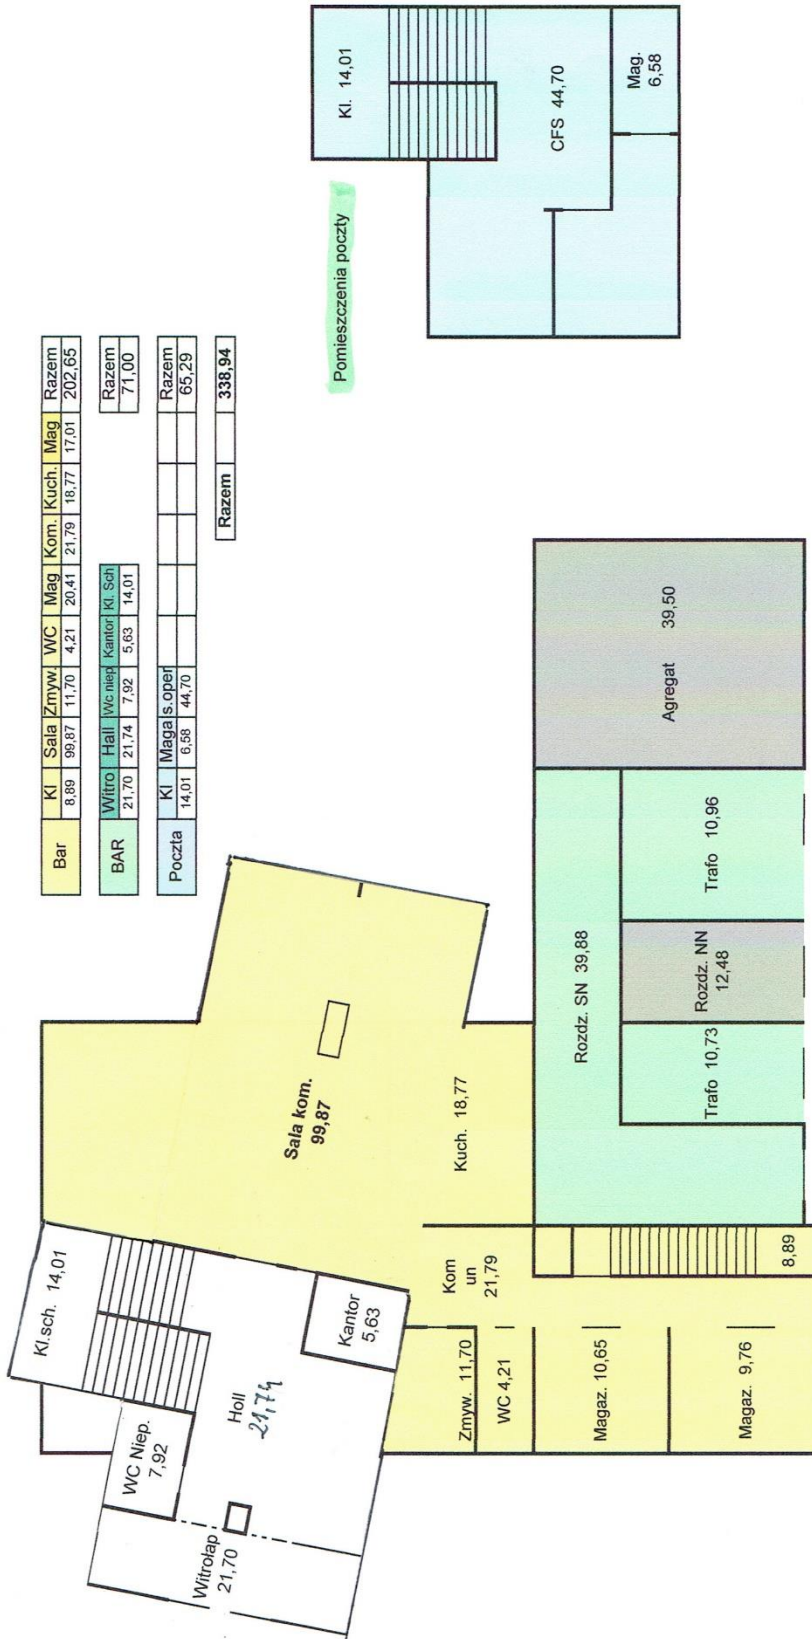 Bar KI Sala Zmyw. WC Mag Kom. Kuch. Mag Razem
8,89 99,87 11,70 4,21 20,41 21,79 18,77 17,01 202,65
BAR Witro Hall Wc niep Kantor Kl. Sch Razem
21,70 21,74 7,92 5,63 14,01 71,00
Poczta KI Maga s.oper Razem
14,01 6,58 44,70 65,29
Razem 338,94
Pomieszczenia poczty
Kl. 14,01
CFS 44,70
Mag.
6,58
Kl.sch. 14,01
WC Niep.
7,92
Holl
21,74
Witrołap
21,70
Kantor
5,63
Sala kom.
99,87
Kuch. 18,77
Kom
un
21,79
Zmyw. 11,70
WC 4,21
Magaz. 10,65
Magaz. 9,76
8,89
Rozdz. SN 39,88
Trafo 10,73
Rozdz. NN
12,48
Trafo 10,96
Agregat 39,50